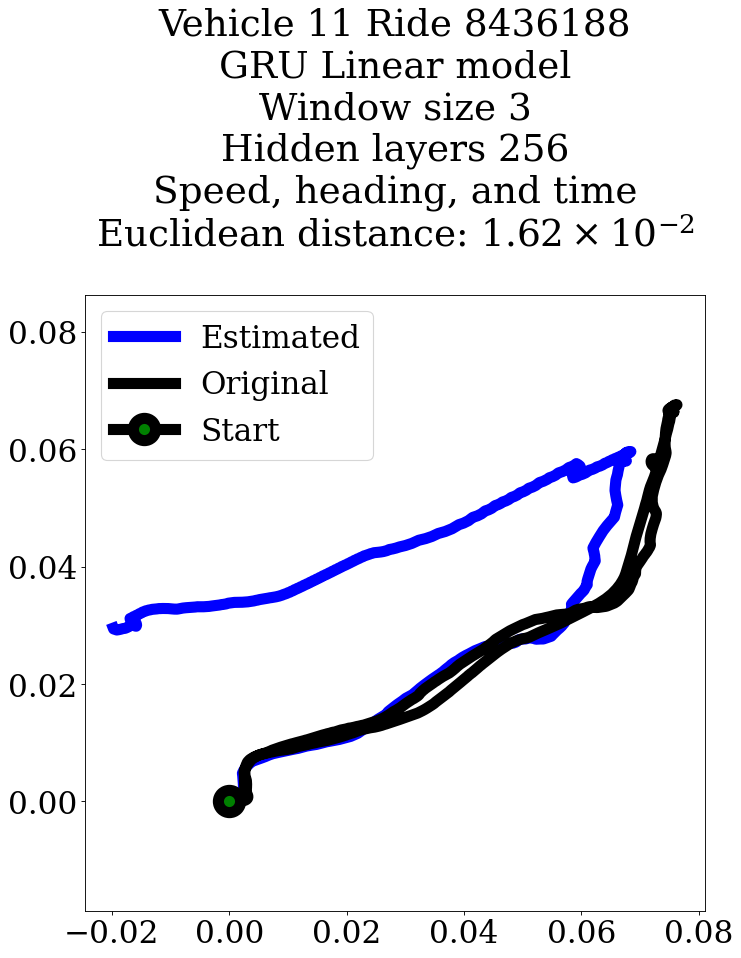 Vehicle 11 Ride 8436188
GRU Linear model
Window size 3
Hidden layers 256
Speed, heading, and time
Euclidean distance: 1.62 × 10⁻²
Estimated
Original
Start
0.08
0.06
0.04
0.02
0.00
−0.02 0.00 0.02 0.04 0.06 0.08